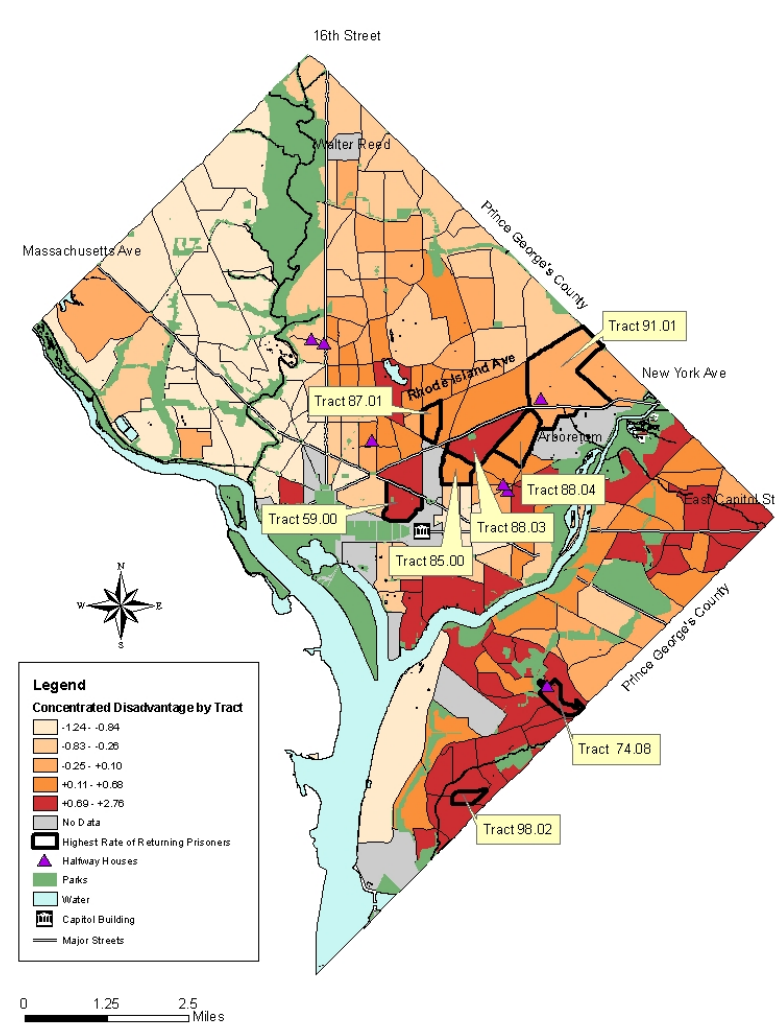 16th Street
Walter Reed
Prince George's County
Massachusetts Ave
Tract 91.01
Rhode Island Ave
New York Ave
Tract 87.01
Arboretum
Tract 88.04
East Capitol St
Tract 59.00
Tract 88.03
Tract 85.00
N
W
E
S
Prince George's County
Legend
Concentrated Disadvantage by Tract
-1.24 - -0.84
-0.83 - -0.26
-0.25 - +0.10
+0.11 - +0.68
+0.69 - +2.76
No Data
Highest Rate of Returning Prisoners
Halfway Houses
Parks
Water
Capitol Building
Major Streets
Tract 74.08
Tract 98.02
0 1.25 2.5
Miles